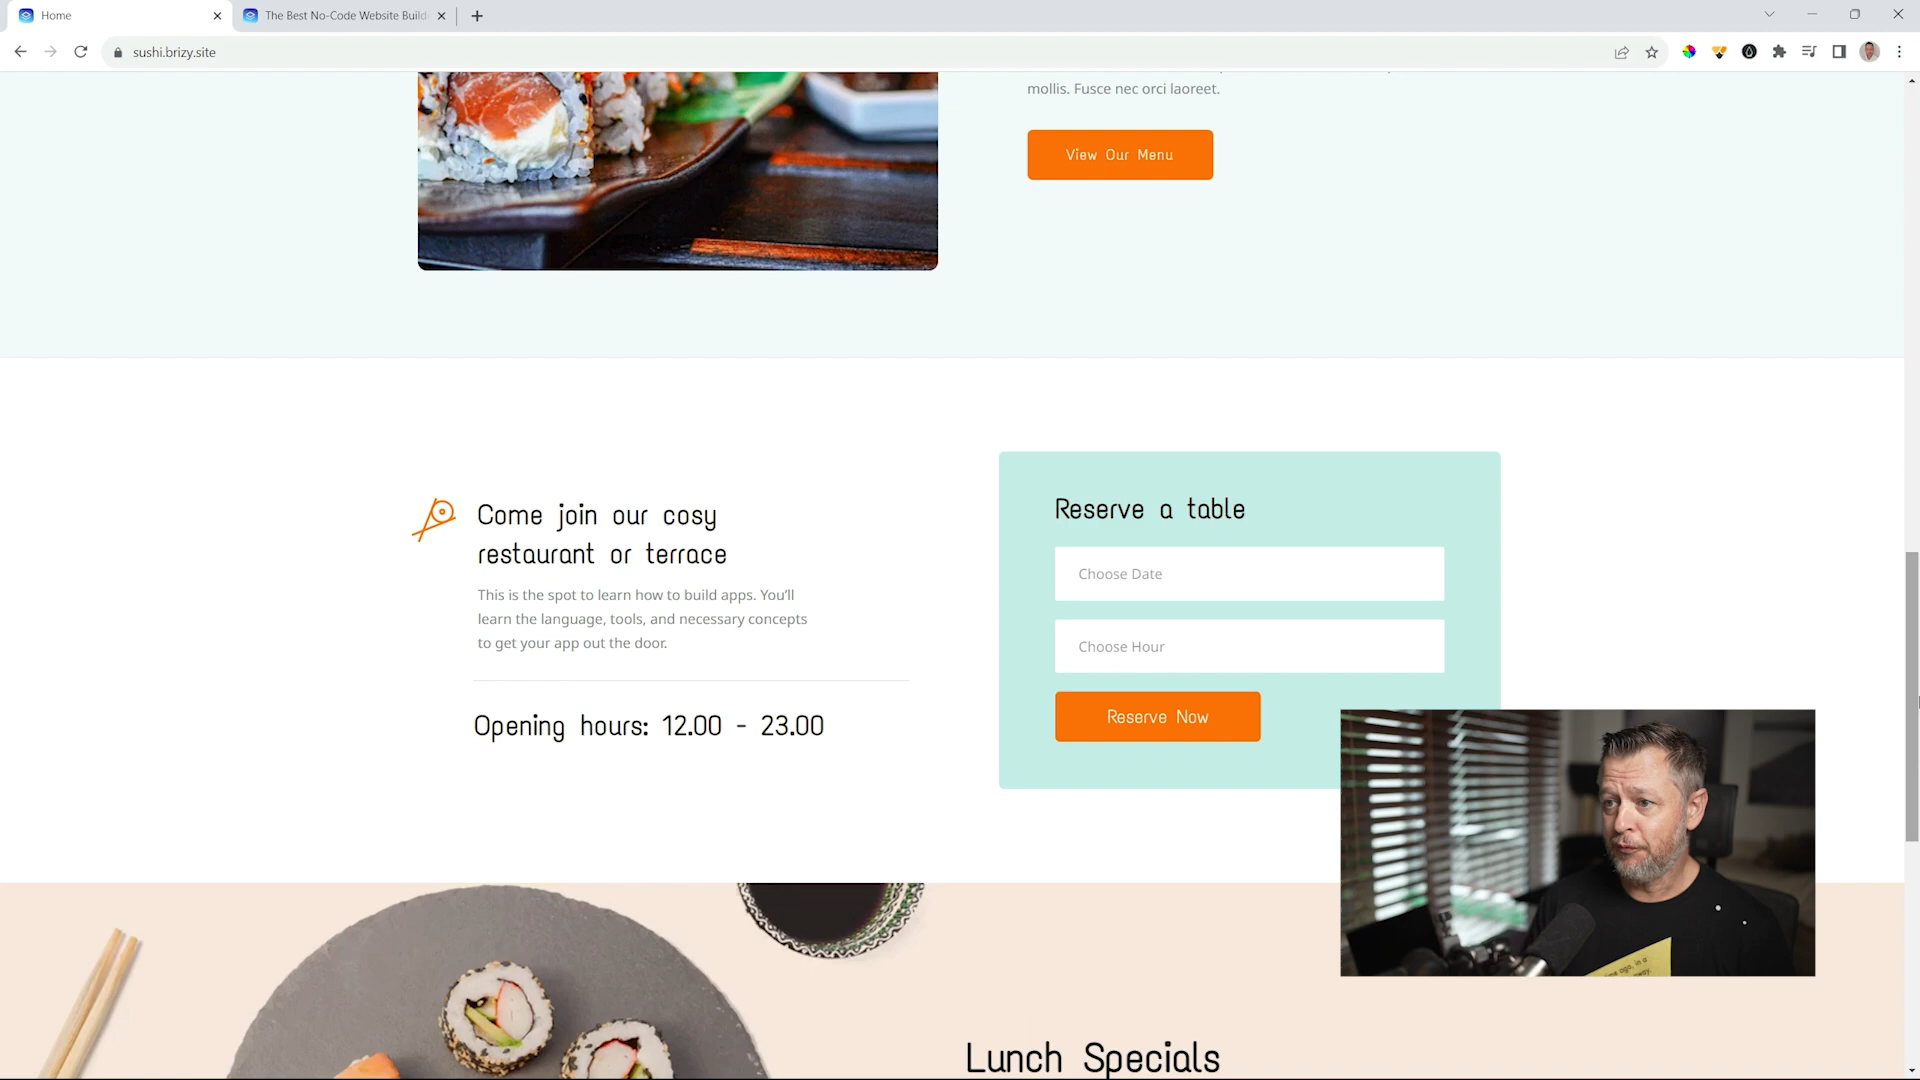 Home
The Best No-Code Website Build
sushi.brizy.site
mollis. Fusce nec orci laoreet.
View Our Menu
Come join our cosy
restaurant or terrace
This is the spot to learn how to build apps. You'll
learn the language, tools, and necessary concepts
to get your app out the door.
Opening hours: 12.00 - 23.00
Reserve a table
Choose Date
Choose Hour
Reserve Now
Lunch Specials